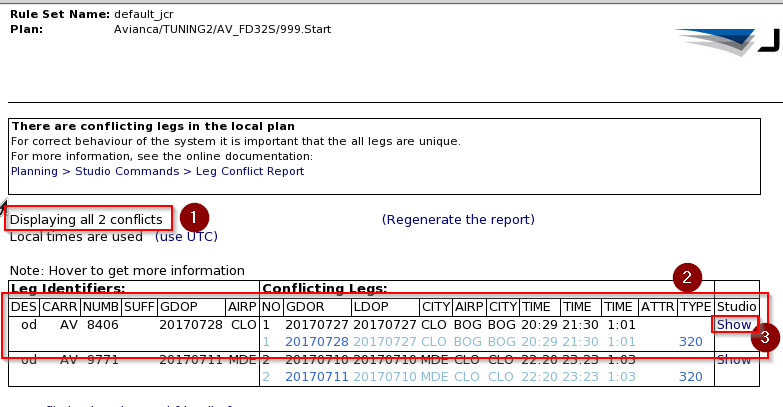 Rule Set Name: default_jcr
Plan: Avianca/TUNING2/AV_FD32S/999.Start
There are conflicting legs in the local plan
For correct behaviour of the system it is important that the all legs are unique.
For more information, see the online documentation:
Planning > Studio Commands > Leg Conflict Report
Displaying all 2 conflicts 1 (Regenerate the report)
Local times are used (use UTC)
Note: Hover to get more information 2
Leg Identifiers: Conflicting Legs:
DES CARR NUMB SUFF GDOP AIRP NO GDOR LDOP CITY AIRP CITY TIME TIME TIME ATTR TYPE Studio
od AV 8406 20170728 CLO 1 20170727 20170727 CLO BOG BOG 20:29 21:30 1:01 Show
1 20170728 20170727 CLO BOG BOG 20:29 21:30 1:01 320 3
od AV 9771 20170711 MDE 2 20170710 20170710 MDE CLO CLO 22:20 23:23 1:03 Show
2 20170711 20170710 MDE CLO CLO 22:20 23:23 1:03 320